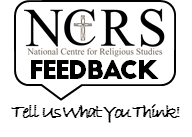 NCRS
National Centre for Religious Studies
FEEDBACK
Tell Us What You Think!